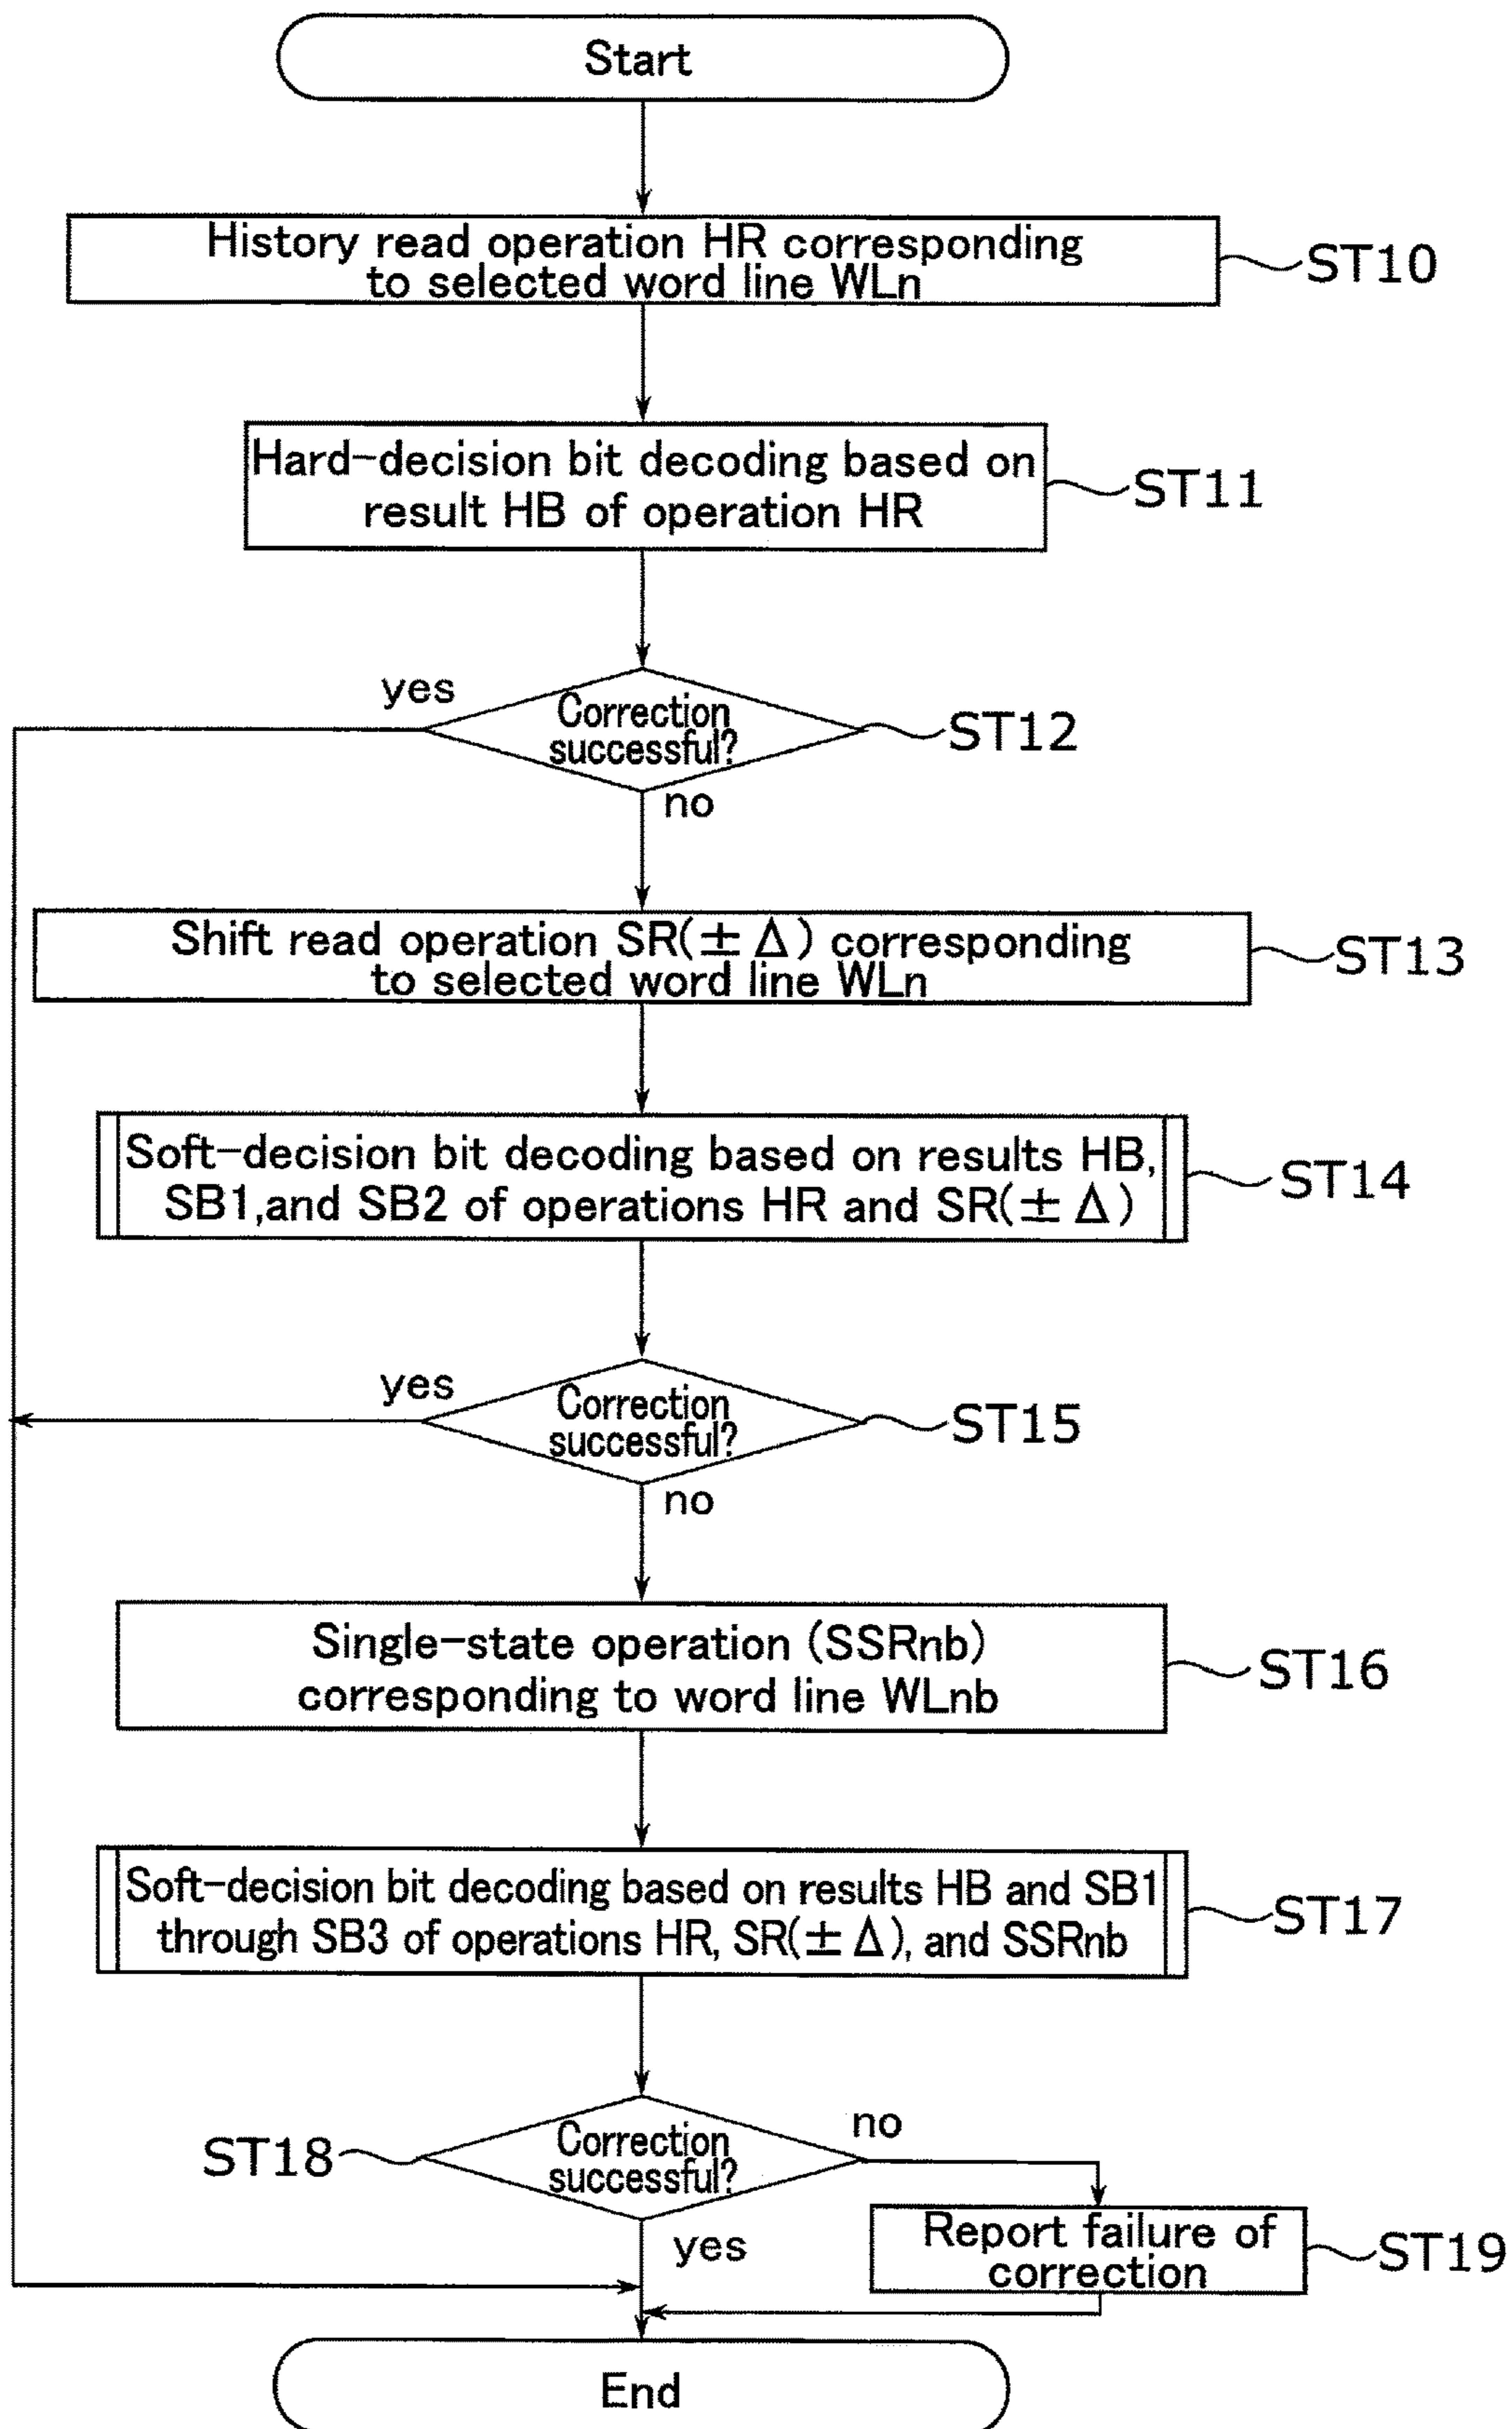 Start
History read operation HR corresponding
to selected word line WLn
ST10
Hard-decision bit decoding based on
result HB of operation HR
ST11
yes
Correction
successful?
ST12
no
Shift read operation SR(± Δ) corresponding
to selected word line WLn
ST13
Soft-decision bit decoding based on results HB,
SB1,and SB2 of operations HR and SR(± Δ)
ST14
yes
Correction
successful?
ST15
no
Single-state operation (SSRnb)
corresponding to word line WLnb
ST16
Soft-decision bit decoding based on results HB and SB1
through SB3 of operations HR, SR(± Δ), and SSRnb
ST17
ST18
Correction
successful?
no
yes
Report failure of
correction
ST19
End